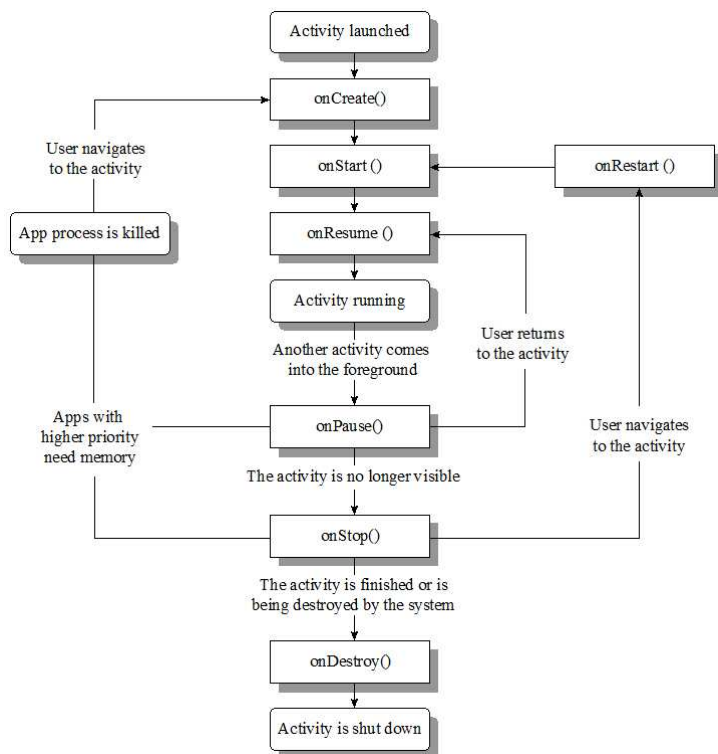 Activity launched
onCreate()
User navigates
to the activity
onStart ()
onRestart ()
App process is killed
onResume ()
Activity running
User returns
to the activity
Another activity comes
into the foreground
Apps with
higher priority
need memory
onPause()
User navigates
to the activity
The activity is no longer visible
onStop()
The activity is finished or is
being destroyed by the system
onDestroy()
Activity is shut down